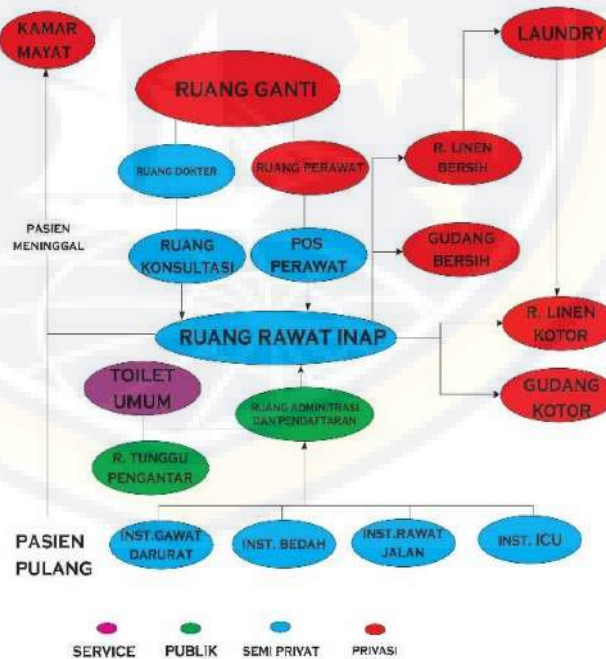 KAMAR
MAYAT
LAUNDRY
RUANG GANTI
RUANG DOKTER
RUANG PERAWAT
R. LINEN
BERSIH
PASIEN
MENINGGAL
RUANG
KONSULTASI
POS
PERAWAT
GUDANG
BERSIH
RUANG RAWAT INAP
R. LINEN
KOTOR
TOILET
UMUM
RUANG ADMINITRASI
DAN PENDAFTARAN
GUDANG
KOTOR
R. TUNGGU
PENGANTAR
PASIEN
PULANG
INST.GAWAT
DARURAT
INST. BEDAH
INST.RAWAT
JALAN
INST. ICU
SERVICE
PUBLIK
SEMI PRIVAT
PRIVASI